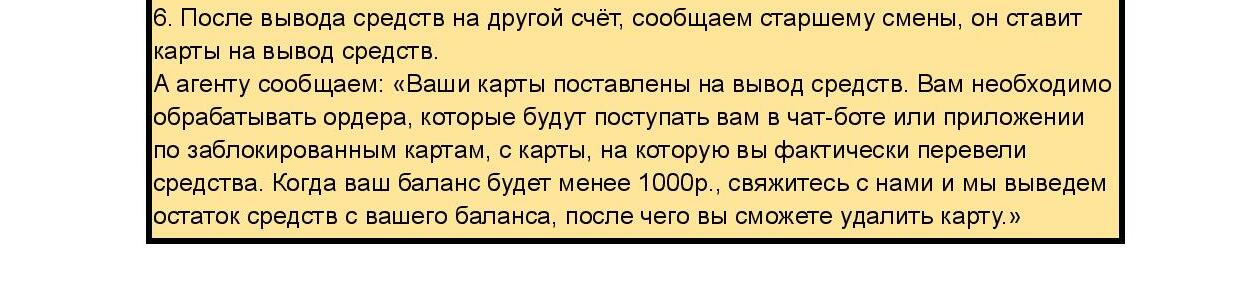 6. После вывода средств на другой счёт, сообщаем старшему смены, он ставит
карты на вывод средств.
А агенту сообщаем: «Ваши карты поставлены на вывод средств. Вам необходимо
обрабатывать ордера, которые будут поступать вам в чат-боте или приложении
по заблокированным картам, с карты, на которую вы фактически перевели
средства. Когда ваш баланс будет менее 1000р., свяжитесь с нами и мы выведем
остаток средств с вашего баланса, после чего вы сможете удалить карту.»